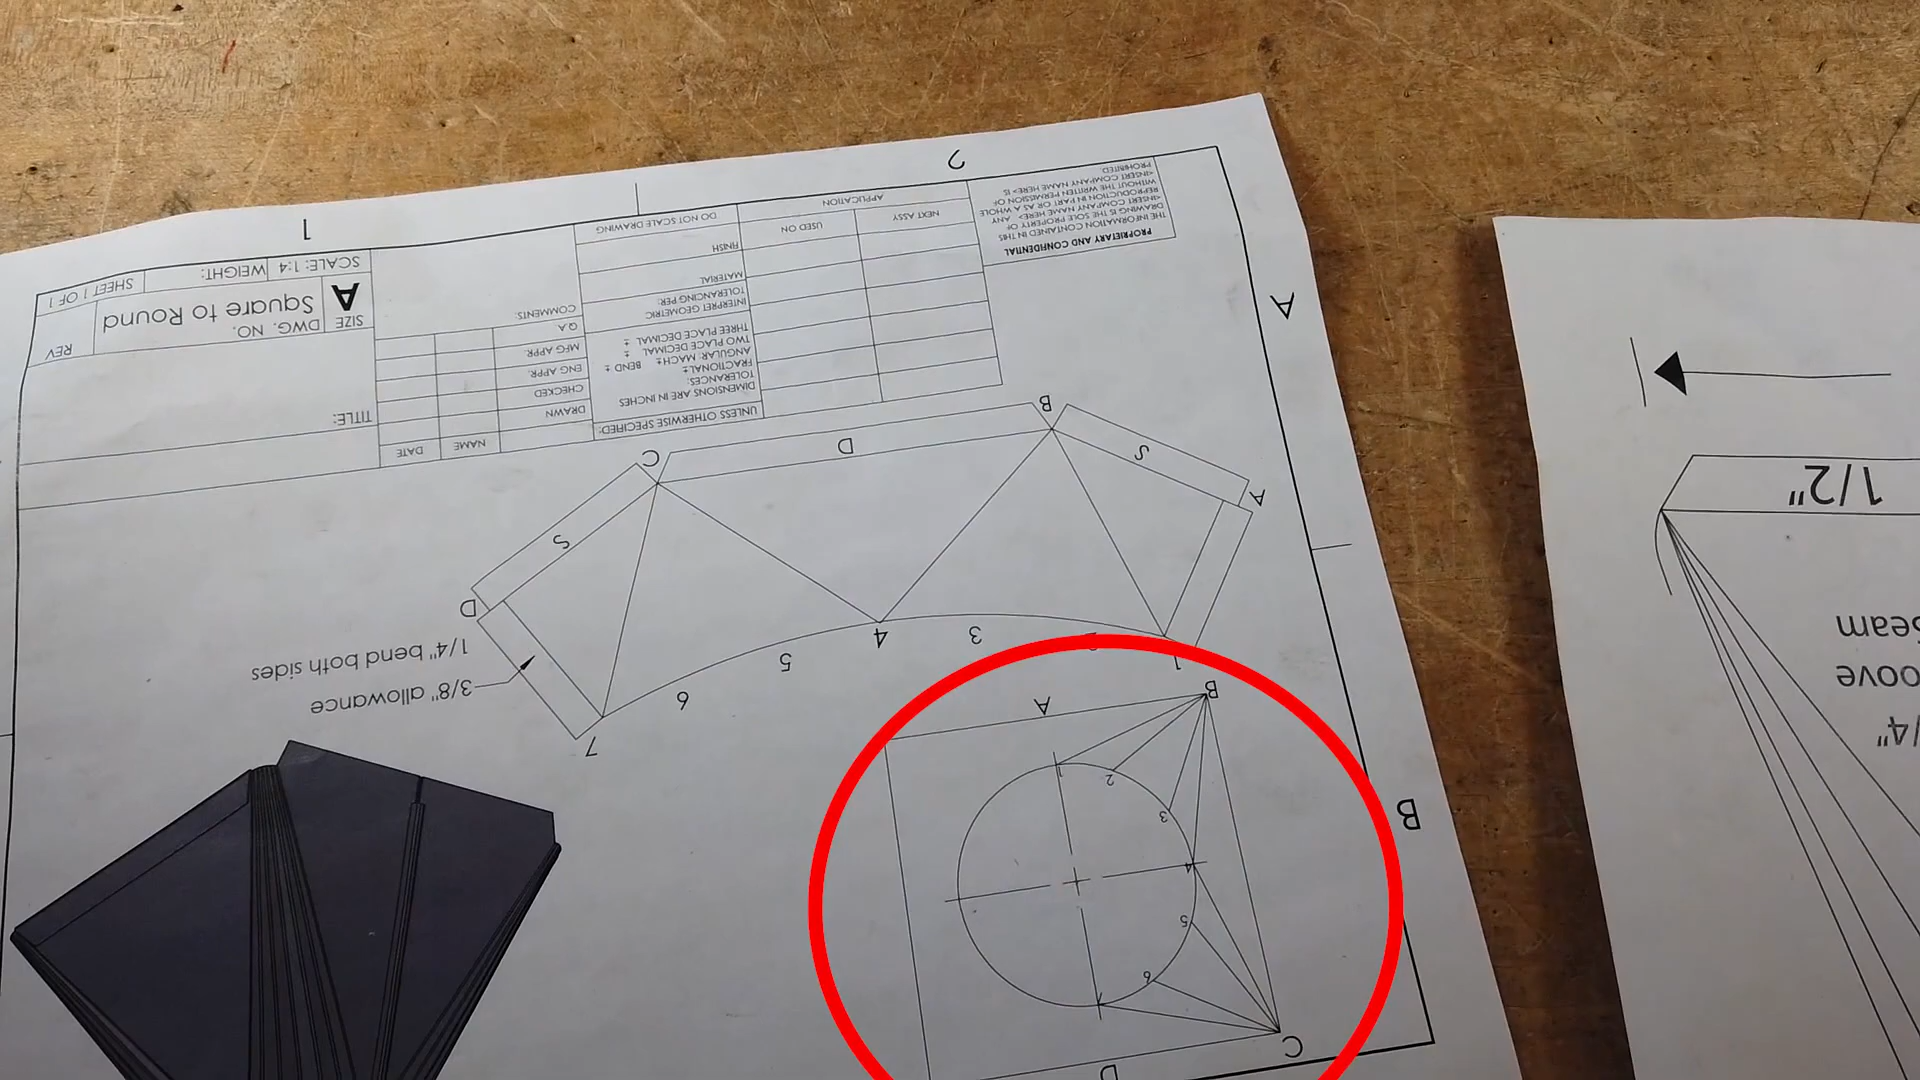 PROPRIETARY AND CONFIDENTIAL
THE INFORMATION CONTAINED IN THIS
DRAWING IS THE SOLE PROPERTY OF
<INSERT COMPANY NAME HERE>. ANY
REPRODUCTION IN PART OR AS A WHOLE
WITHOUT THE WRITTEN PERMISSION OF
<INSERT COMPANY NAME HERE> IS
PROHIBITED.
NEXT ASSY
USED ON
APPLICATION
UNLESS OTHERWISE SPECIFIED:
DIMENSIONS ARE IN INCHES
TOLERANCES:
FRACTIONAL±
ANGULAR: MACH± BEND ±
TWO PLACE DECIMAL ±
THREE PLACE DECIMAL ±
INTERPRET GEOMETRIC
TOLERANCING PER:
MATERIAL
FINISH
DO NOT SCALE DRAWING
NAME
DATE
DRAWN
CHECKED
ENG APPR.
MFG APPR.
Q.A.
COMMENTS:
TITLE:
SIZE
A
DWG. NO.
Square to Round
REV
SCALE: 1:4
WEIGHT:
SHEET 1 OF 1
2
1
A
B
A
S
B
D
C
S
D
1
2
3
4
5
6
7
3/8" allowance
1/4" bend both sides
B
A
1
2
3
4
5
6
7
C
D
1/2"